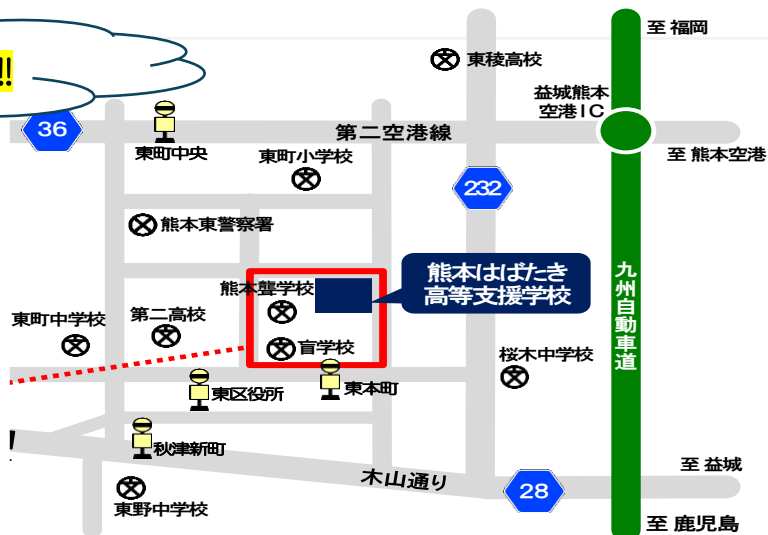 !!
至 福岡
東稜高校
益城熊本
空港IC
36
第二空港線
東町中央
東町小学校
至 熊本空港
232
熊本東警察署
熊本はばたき
高等支援学校
九州自動車道
熊本聾学校
東町中学校
第二高校
盲学校
桜木中学校
東区役所
東本町
秋津新町
木山通り
至 益城
28
東野中学校
至 鹿児島